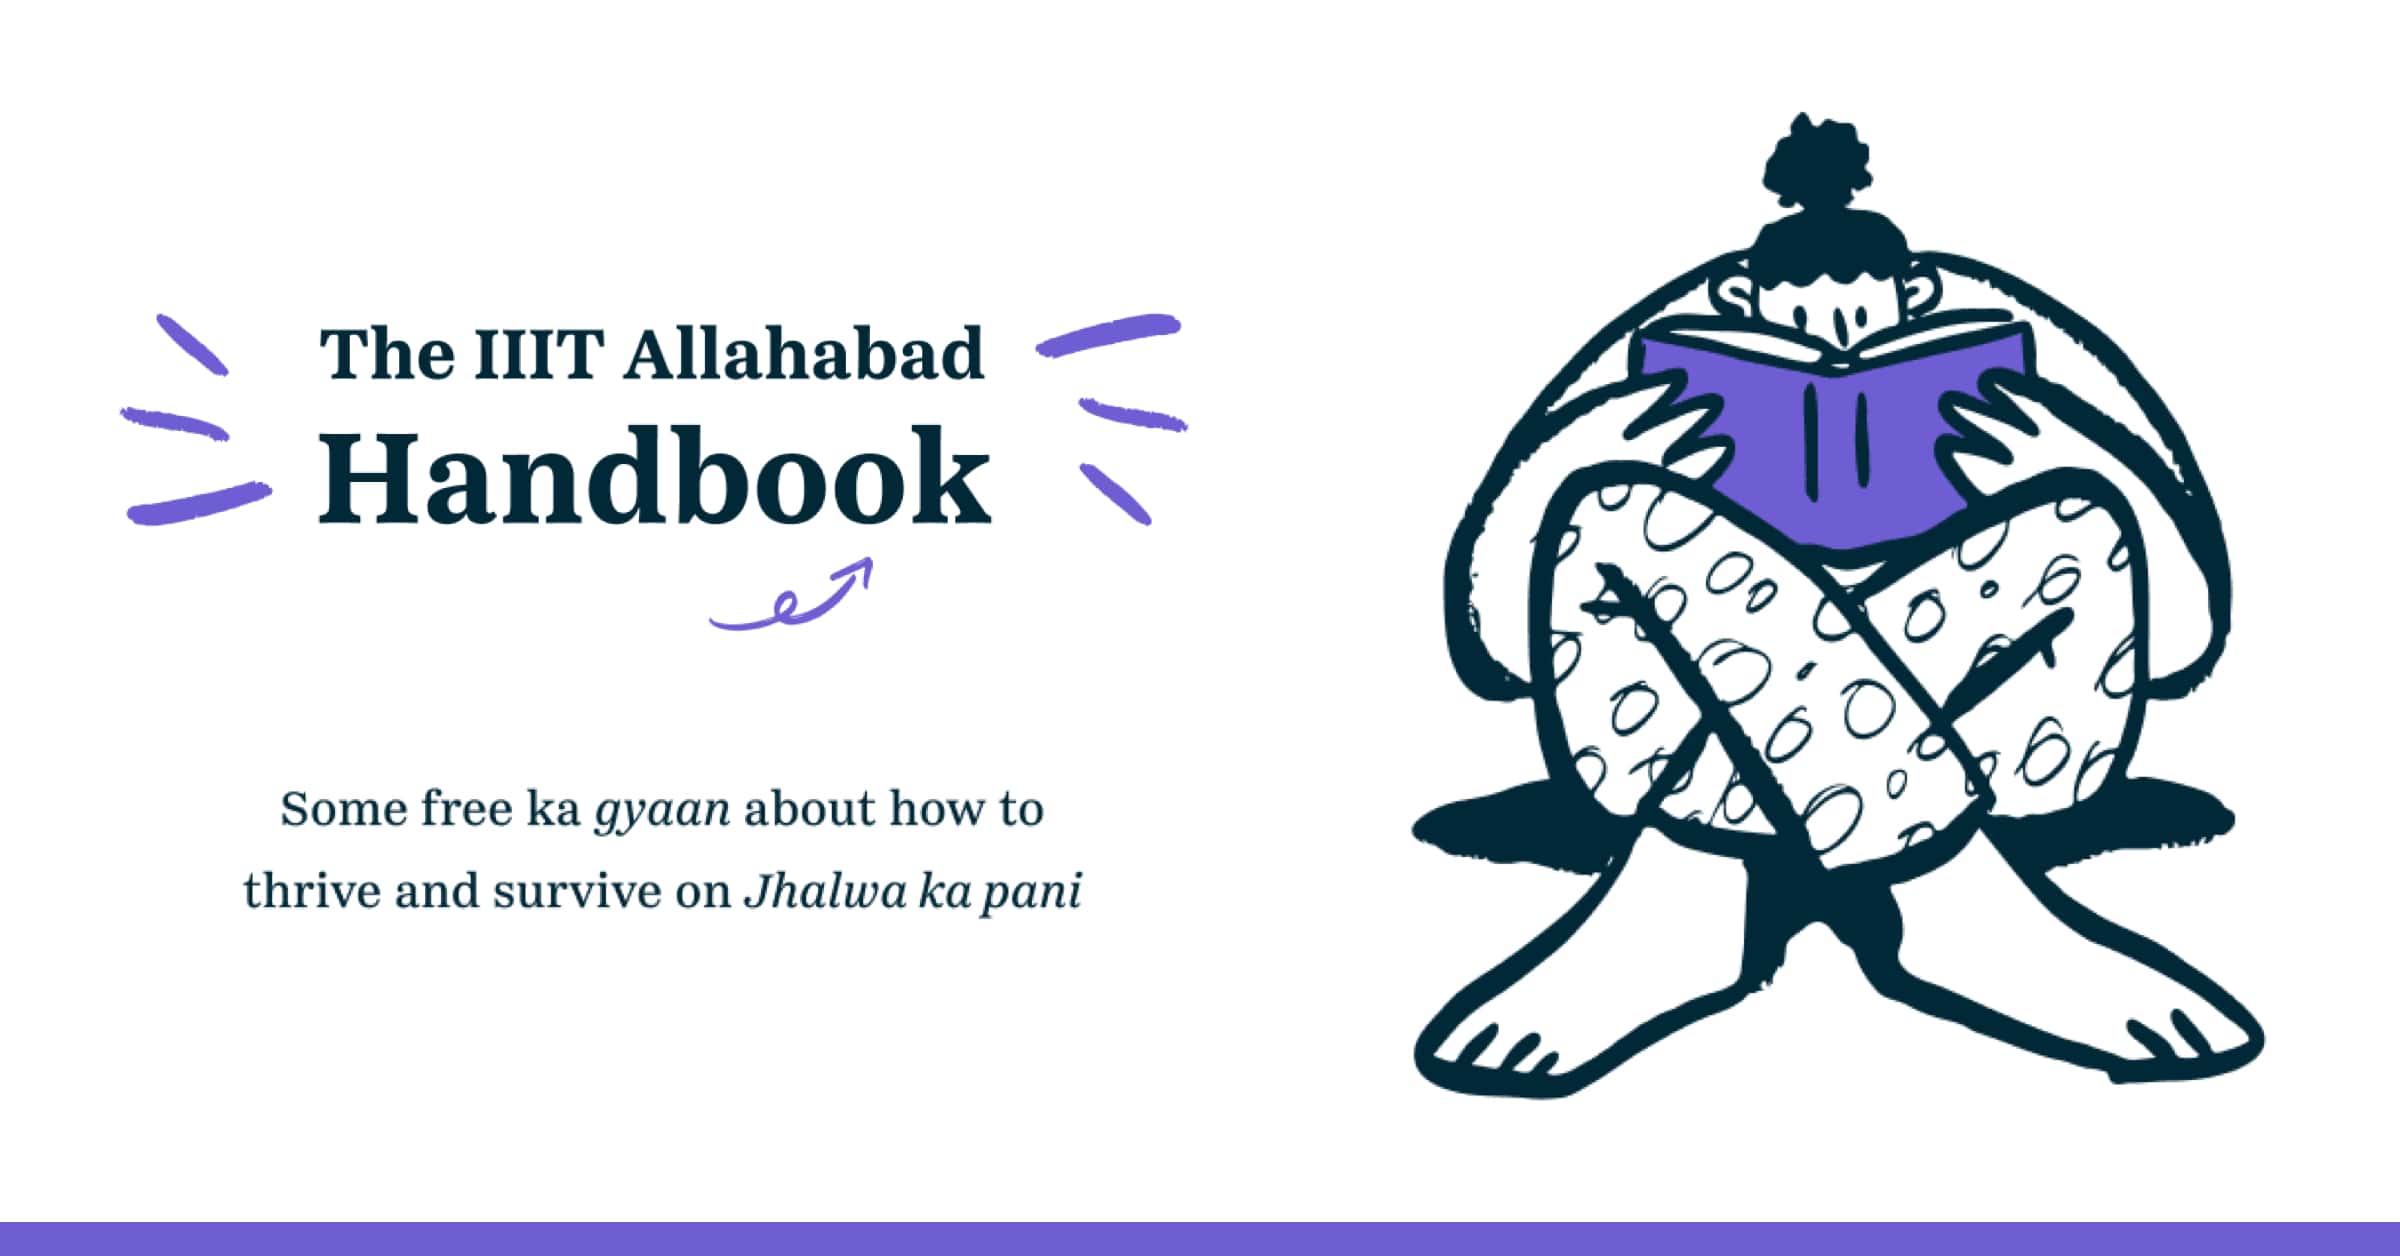 The IIIT Allahabad
Handbook
Some free ka gyaan about how to
thrive and survive on Jhalwa ka pani